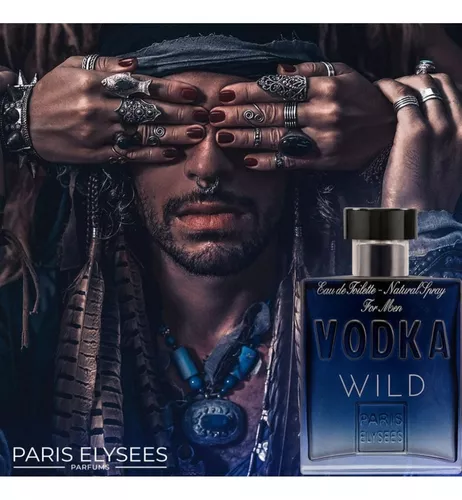 Eau de Toilette - Natural Spray
For Men
VODKA
WILD
PARIS
ELYSEES
PARIS ELYSEES
PARFUMS